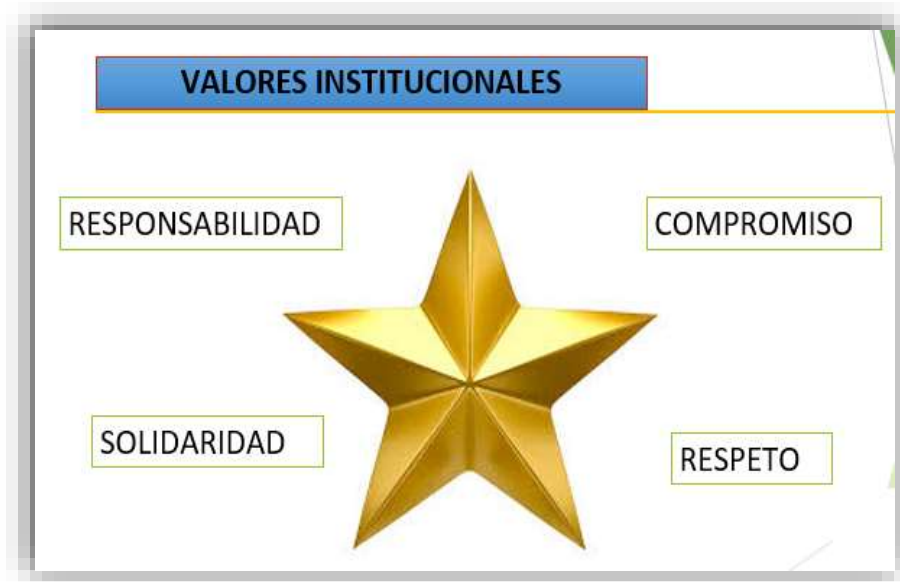 VALORES INSTITUCIONALES
RESPONSABILIDAD
COMPROMISO
SOLIDARIDAD
RESPETO